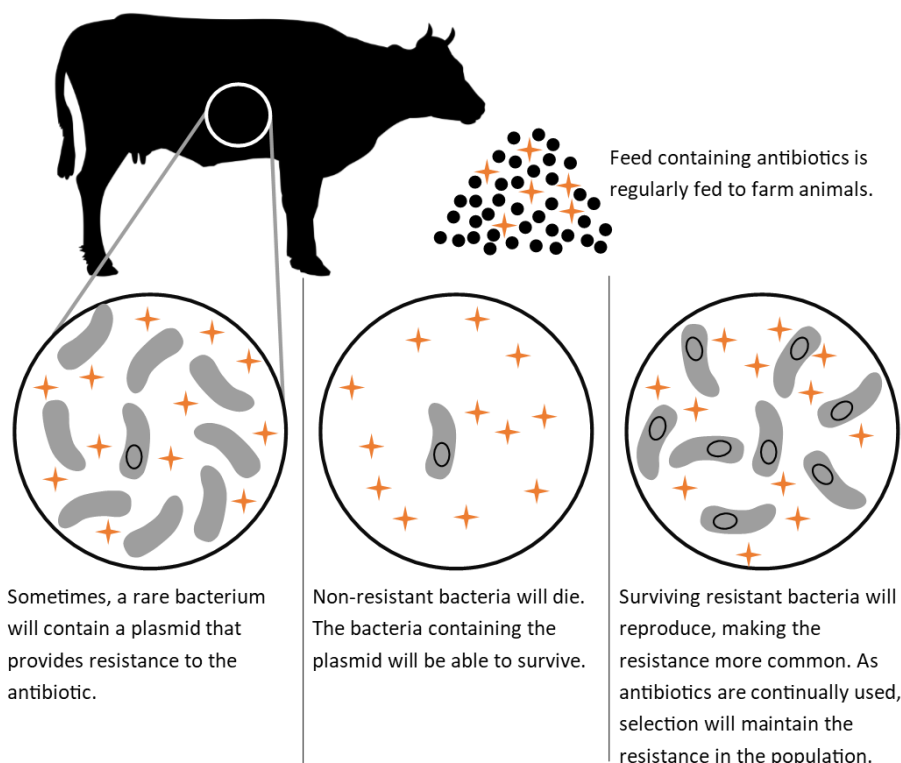 Feed containing antibiotics is
regularly fed to farm animals.
Sometimes, a rare bacterium
will contain a plasmid that
provides resistance to the
antibiotic.
Non-resistant bacteria will die.
The bacteria containing the
plasmid will be able to survive.
Surviving resistant bacteria will
reproduce, making the
resistance more common. As
antibiotics are continually used,
selection will maintain the
resistance in the population.